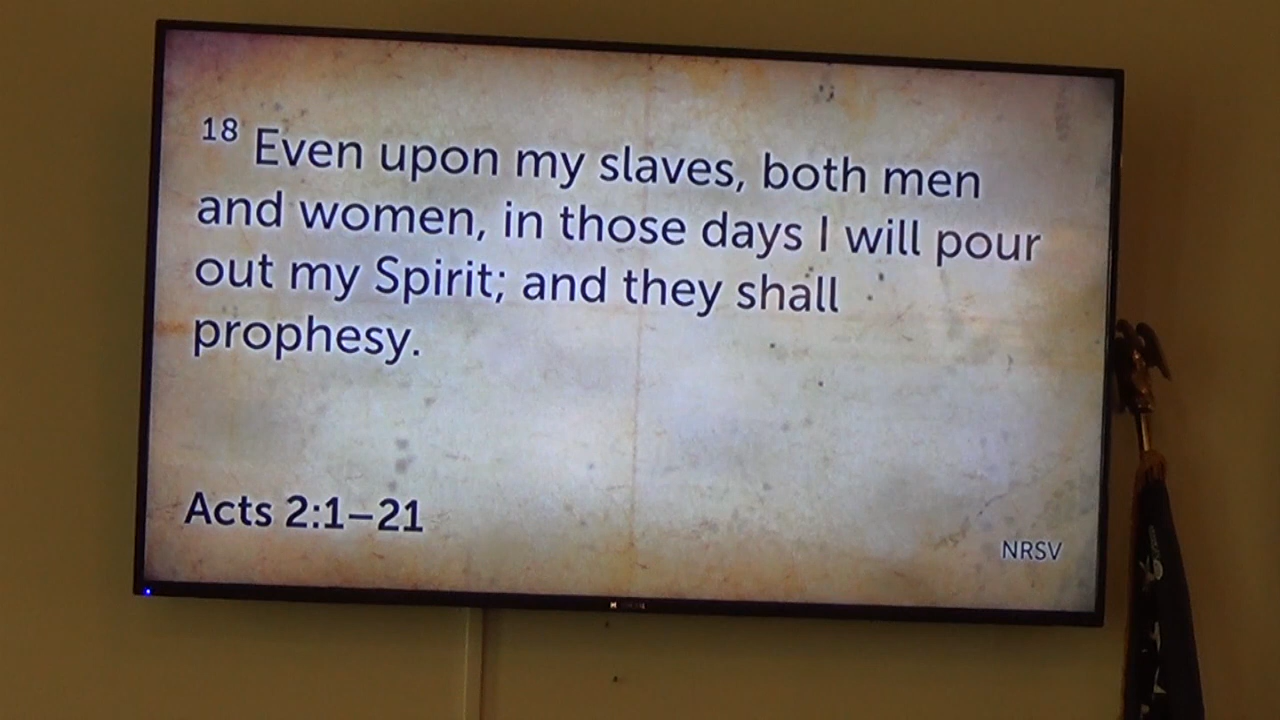 18 Even upon my slaves, both men
and women, in those days I will pour
out my Spirit; and they shall
prophesy.
Acts 2:1–21
NRSV